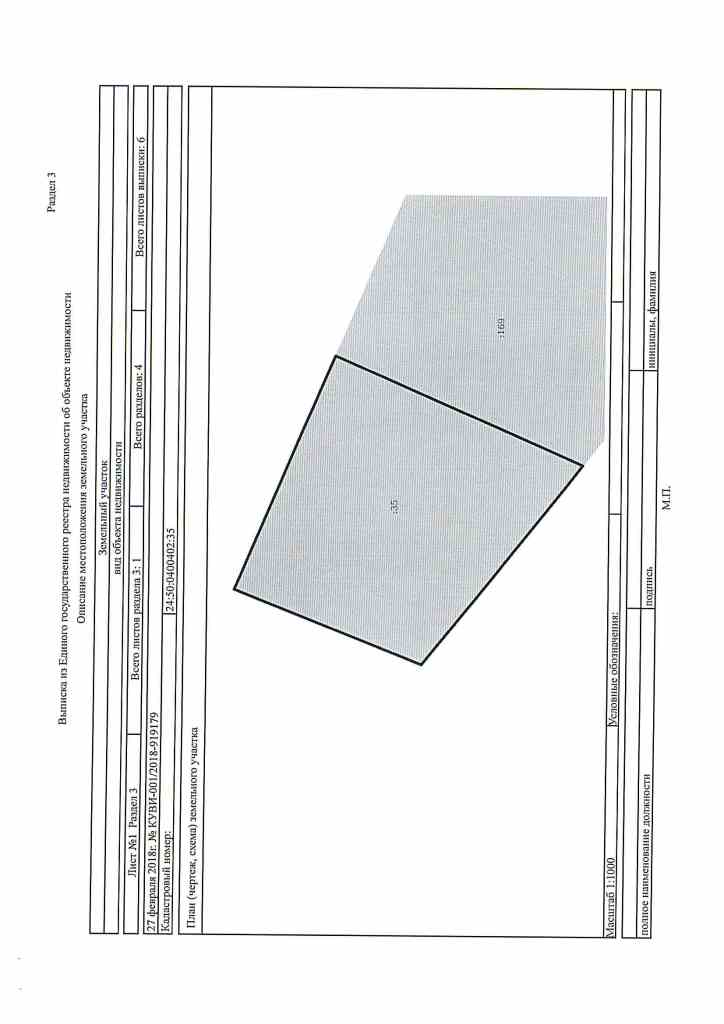 Раздел 3
Выписка из Единого государственного реестра недвижимости об объекте недвижимости
Описание местоположения земельного участка
Земельный участок
вид объекта недвижимости
Лист №1 Раздел 3 Всего листов раздела 3: 1 Всего разделов: 4 Всего листов выписки: 6
27 февраля 2018г. № КУВИ-001/2018-919179
Кадастровый номер: 24:50:0400402:35
План (чертеж, схема) земельного участка
:35
:169
Масштаб 1:1000 Условные обозначения:
полное наименование должности подпись инициалы, фамилия
М.П.